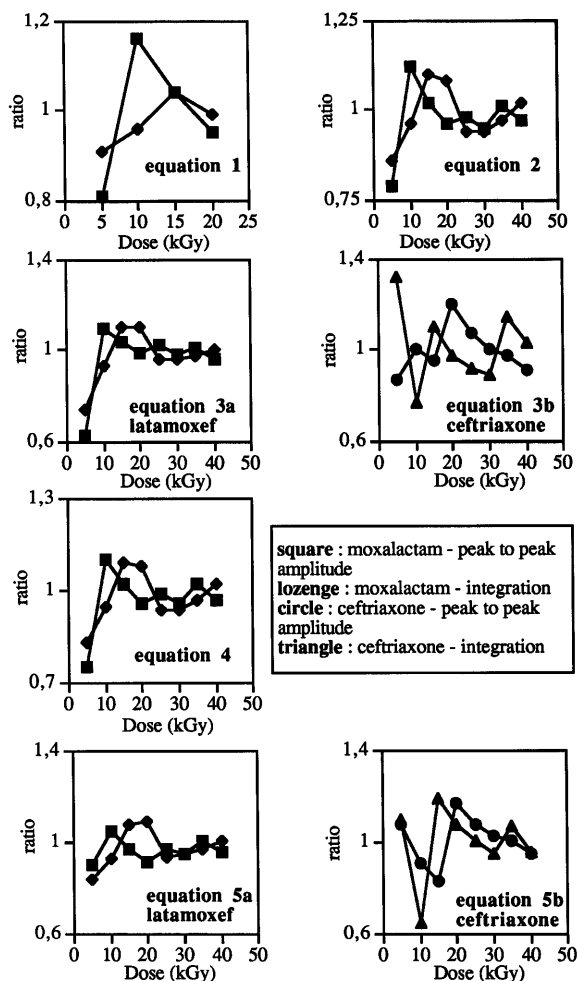 1,2
1
0,8
ratio
0 5 10 15 20 25
Dose (kGy)
equation 1
1,25
1
0,75
ratio
0 10 20 30 40 50
Dose (kGy)
equation 2
1,4
1
0,6
ratio
0 10 20 30 40 50
Dose (kGy)
equation 3a
latamoxef
1,4
1
0,6
ratio
0 10 20 30 40 50
Dose (kGy)
equation 3b
ceftriaxone
1,3
1
0,7
ratio
0 10 20 30 40 50
Dose (kGy)
equation 4
square : moxalactam - peak to peak
amplitude
lozenge : moxalactam - integration
circle : ceftriaxone - peak to peak
amplitude
triangle : ceftriaxone - integration
1,4
1
0,6
ratio
0 10 20 30 40 50
Dose (kGy)
equation 5a
latamoxef
1,4
1
0,6
ratio
0 10 20 30 40 50
Dose (kGy)
equation 5b
ceftriaxone